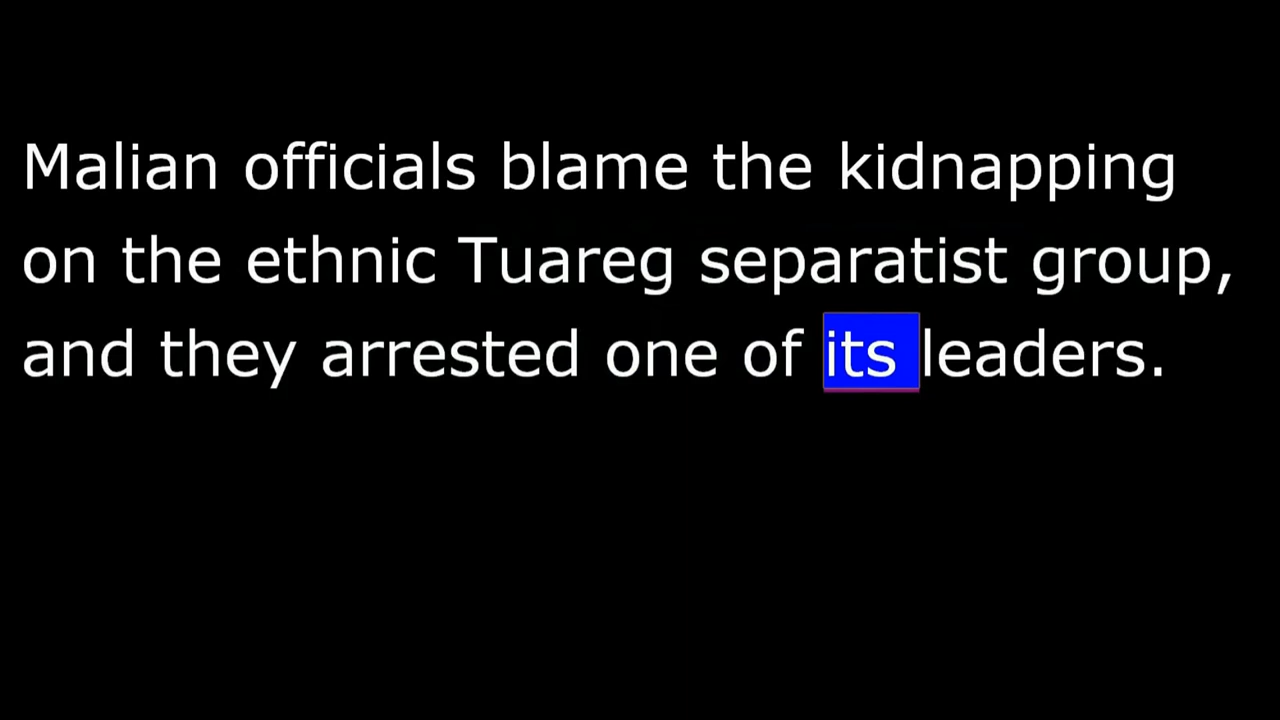 Malian officials blame the kidnapping
on the ethnic Tuareg separatist group,
and they arrested one of its leaders.